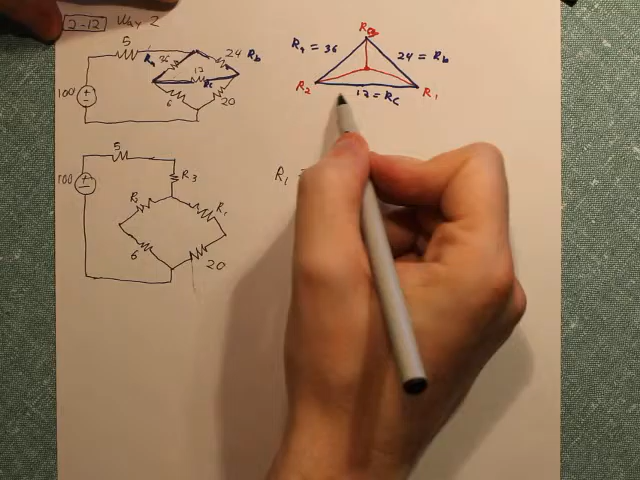 2-12 Way 2
5
Ra 36
24 Rb
12
Rc
100
6
20
R3
Ra = 36
24 = Rb
R2
12 = Rc
R1
5
100
R3
R2
R1
6
20
R1 =